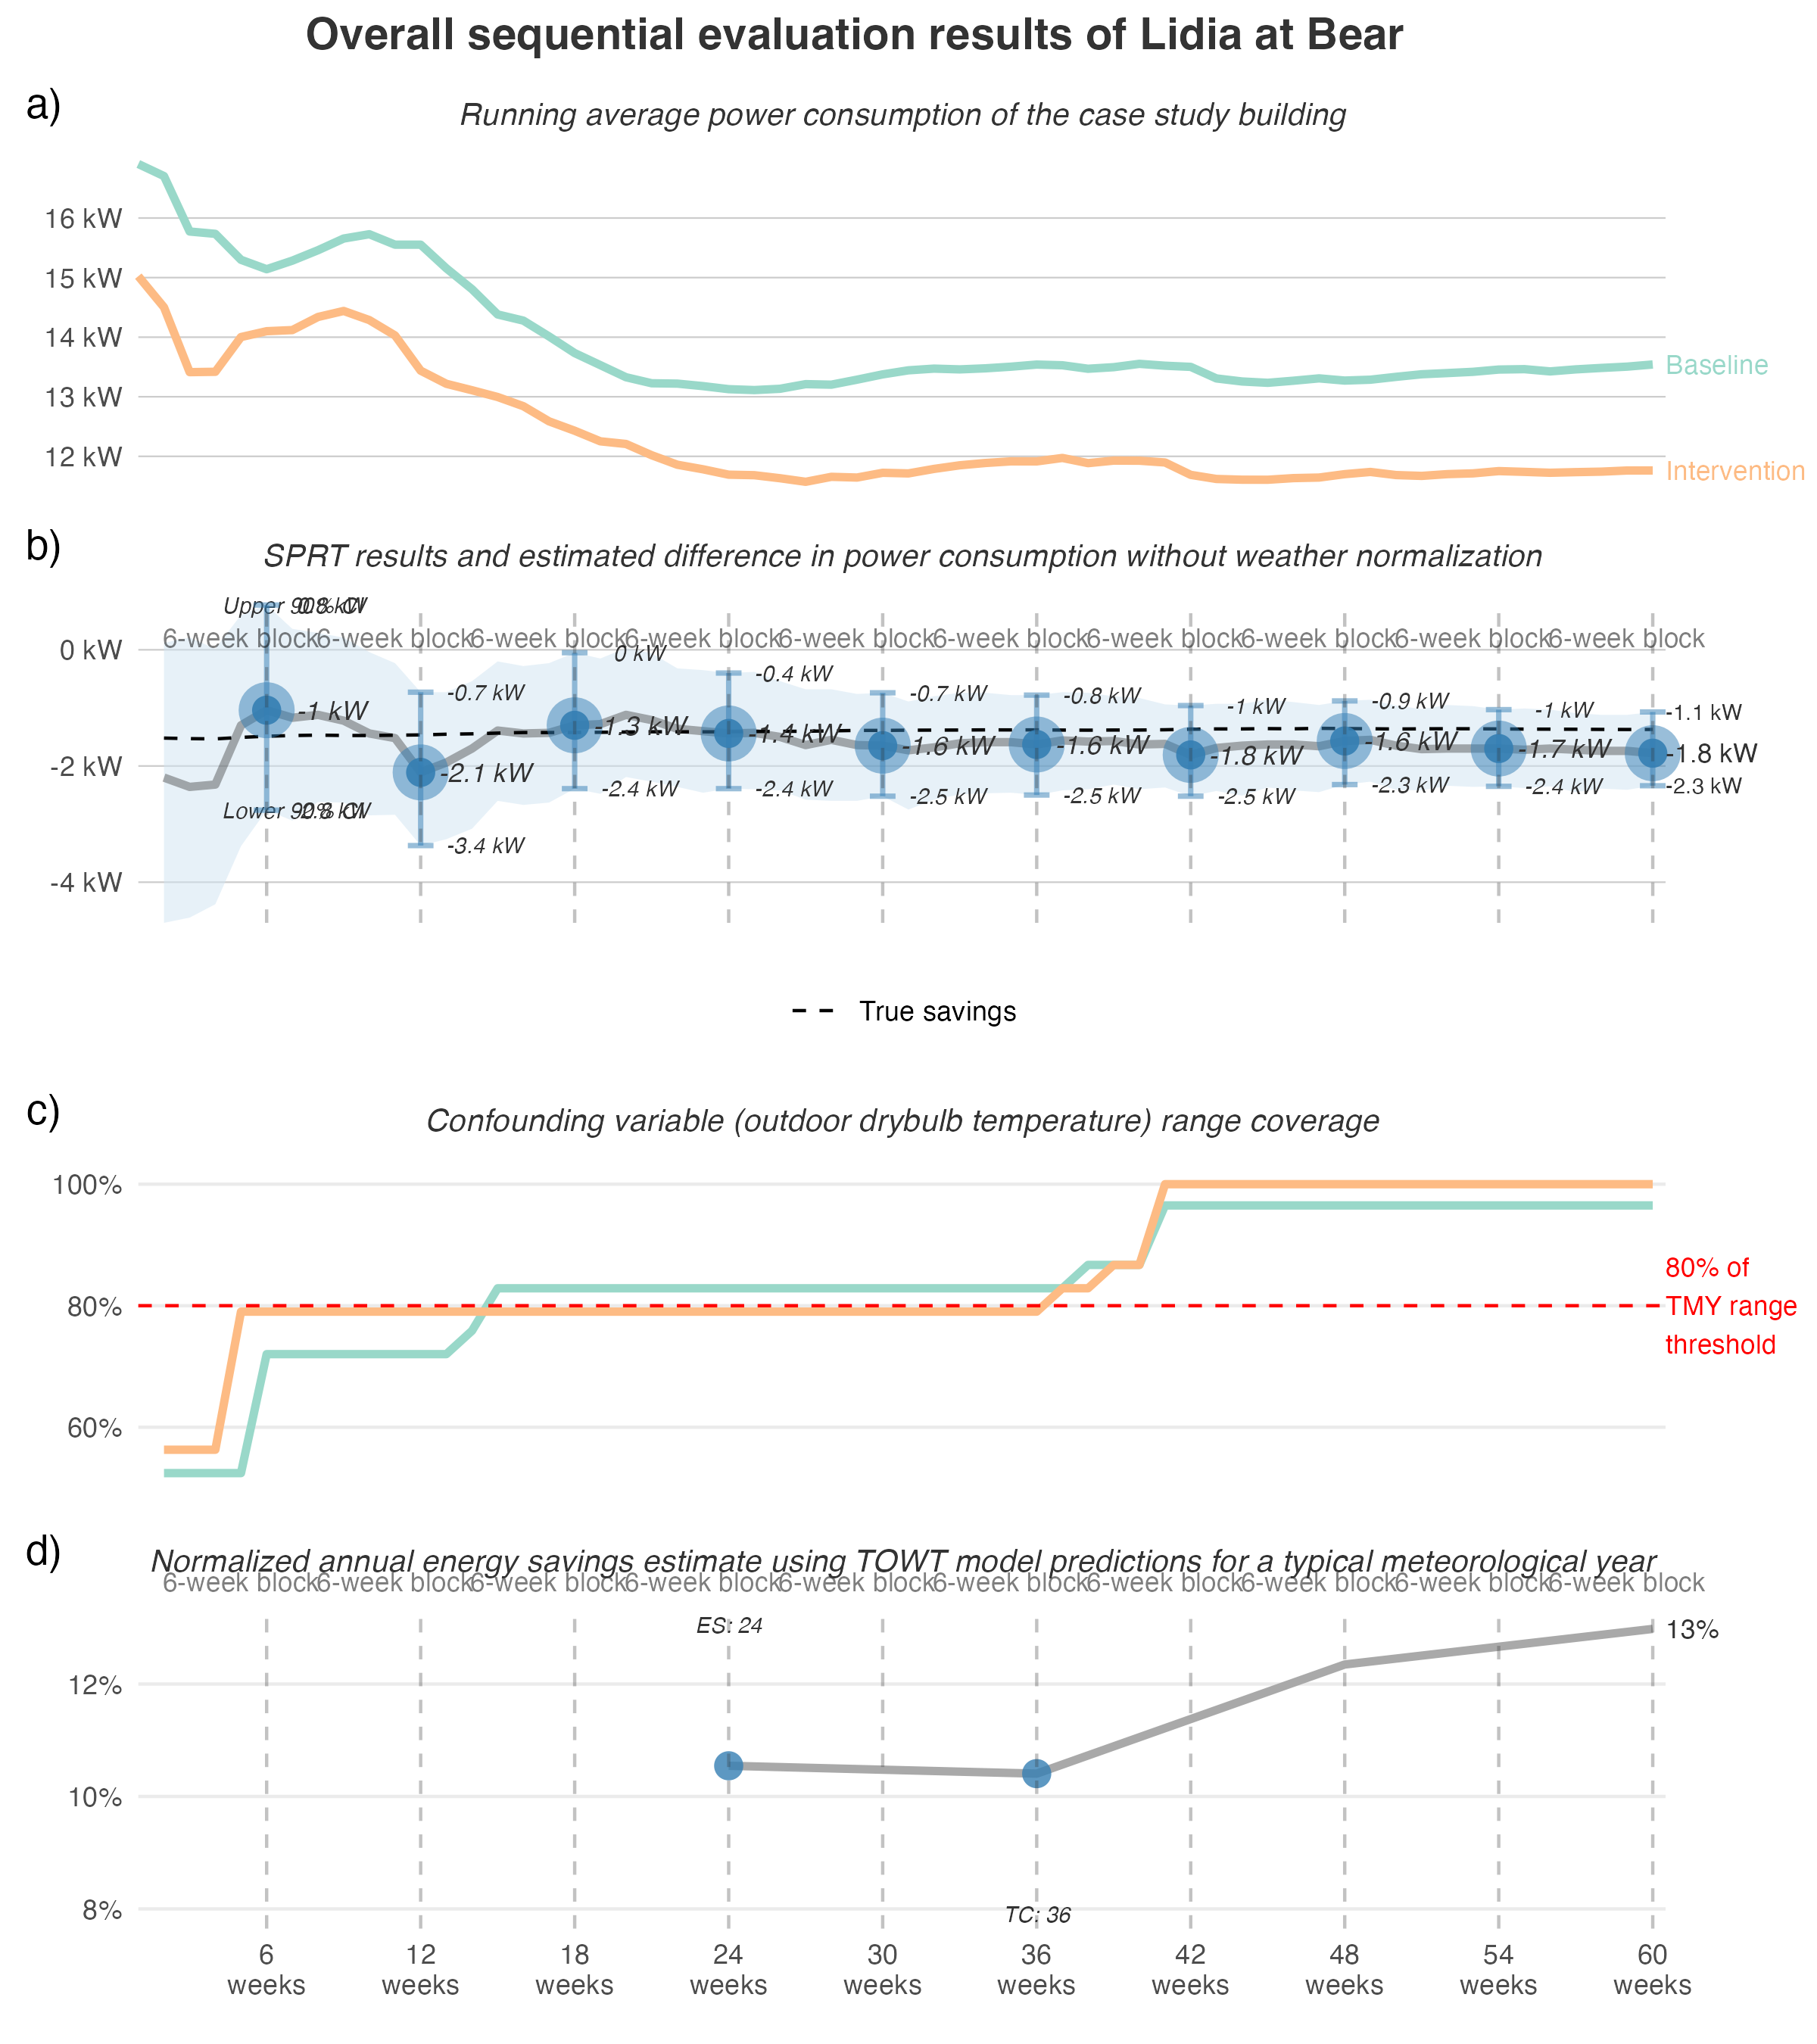 Overall sequential evaluation results of Lidia at Bear
a)
Running average power consumption of the case study building
16 kW
15 kW
14 kW
13 kW
12 kW
Baseline
Intervention
b)
SPRT results and estimated difference in power consumption without weather normalization
Upper 90% CI 0.8 kW
6-week block 6-week block 6-week block 6-week block 6-week block 6-week block 6-week block 6-week block 6-week block 6-week block
0 kW
-2 kW
-4 kW
0 kW
-0.4 kW
-0.7 kW
-0.7 kW
-0.8 kW
-1 kW
-0.9 kW
-1 kW
-1.1 kW
-1 kW
-2.1 kW
-1.3 kW
-1.4 kW
-1.6 kW
-1.6 kW
-1.8 kW
-1.6 kW
-1.7 kW
-1.8 kW
Lower 90% CI -2.8 kW
-3.4 kW
-2.4 kW
-2.4 kW
-2.5 kW
-2.5 kW
-2.5 kW
-2.3 kW
-2.4 kW
-2.3 kW
True savings
c)
Confounding variable (outdoor drybulb temperature) range coverage
100%
80%
60%
80% of
TMY range
threshold
d)
Normalized annual energy savings estimate using TOWT model predictions for a typical meteorological year
6-week block 6-week block 6-week block 6-week block 6-week block 6-week block 6-week block 6-week block 6-week block 6-week block
ES: 24
13%
12%
10%
8%
TC: 36
6 12 18 24 30 36 42 48 54 60
weeks weeks weeks weeks weeks weeks weeks weeks weeks weeks